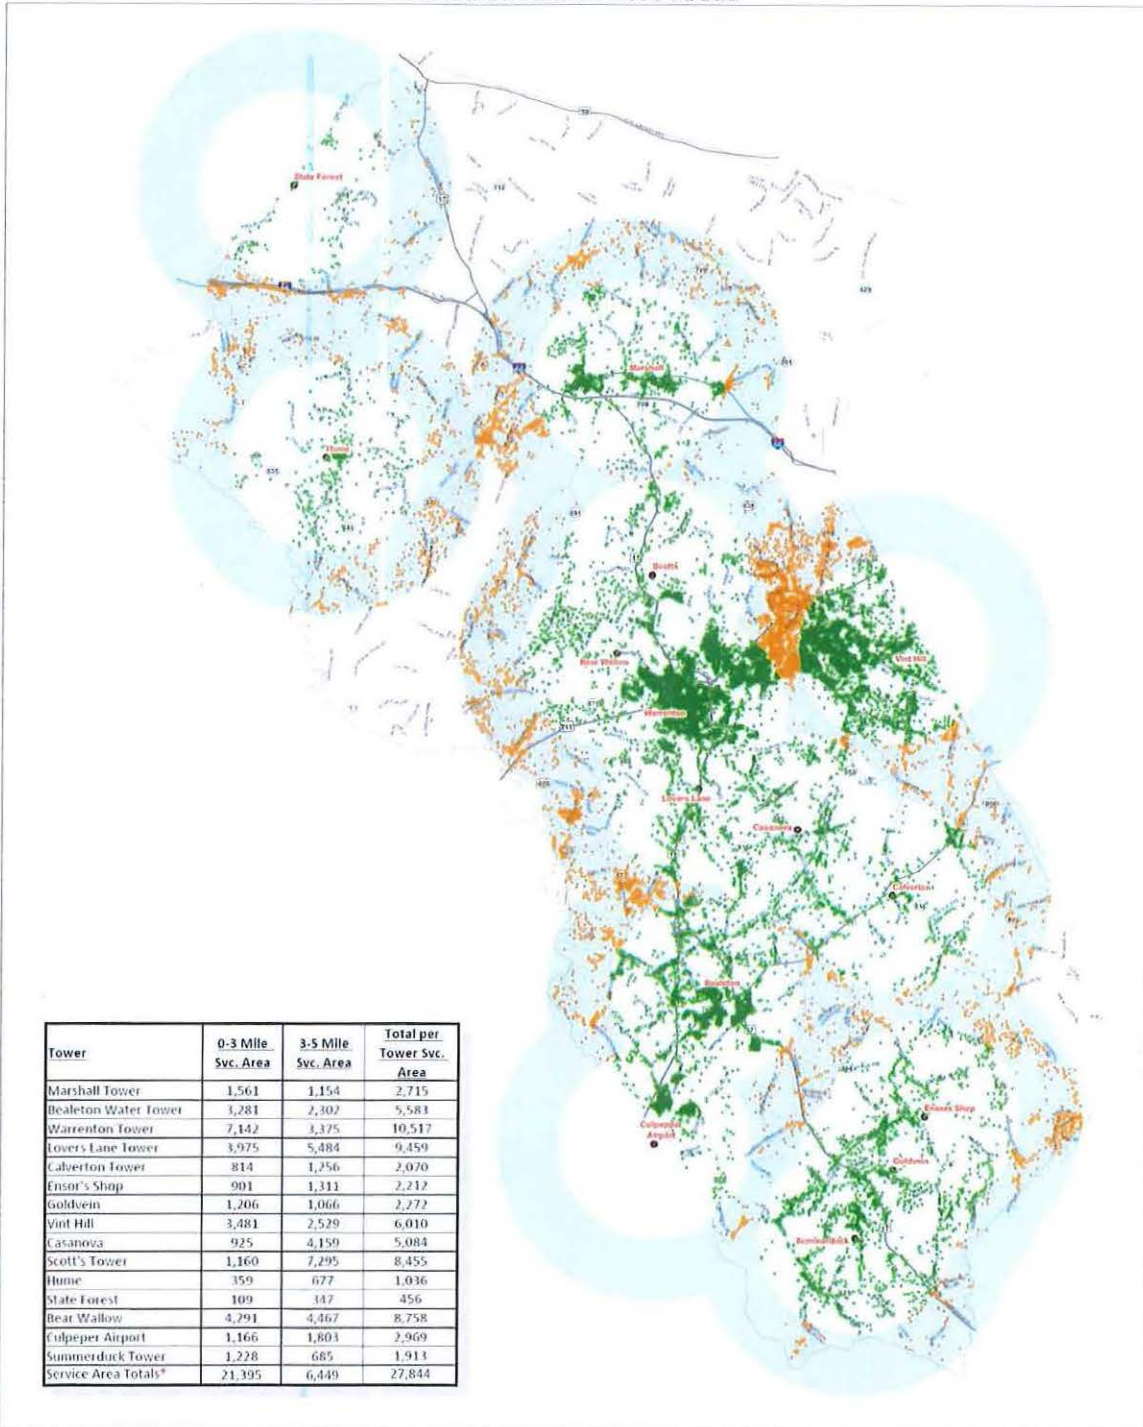 State Forest
Marshall
Hume
Scotts
Bear Wallow
Vint Hill
Warrenton
Lovers Lane
Casanova
Calverton
Bealeton
Culpeper
Airport
Ensors Shop
Goldvein
Summerduck
Tower 0-3 Mile Svc. Area 3-5 Mile Svc. Area Total per Tower Svc. Area
Marshall Tower 1,561 1,154 2,715
Bealeton Water Tower 3,281 2,302 5,583
Warrenton Tower 7,142 3,375 10,517
Lovers Lane Tower 3,975 5,484 9,459
Calverton Tower 814 1,256 2,070
Ensor's Shop 901 1,311 2,212
Goldvein 1,206 1,066 2,272
Vint Hill 3,481 2,529 6,010
Casanova 925 4,159 5,084
Scott's Tower 1,160 7,295 8,455
Hume 359 677 1,036
State Forest 109 347 456
Bear Wallow 4,291 4,467 8,758
Culpeper Airport 1,166 1,803 2,969
Summerduck Tower 1,228 685 1,913
Service Area Totals* 21,395 6,449 27,844